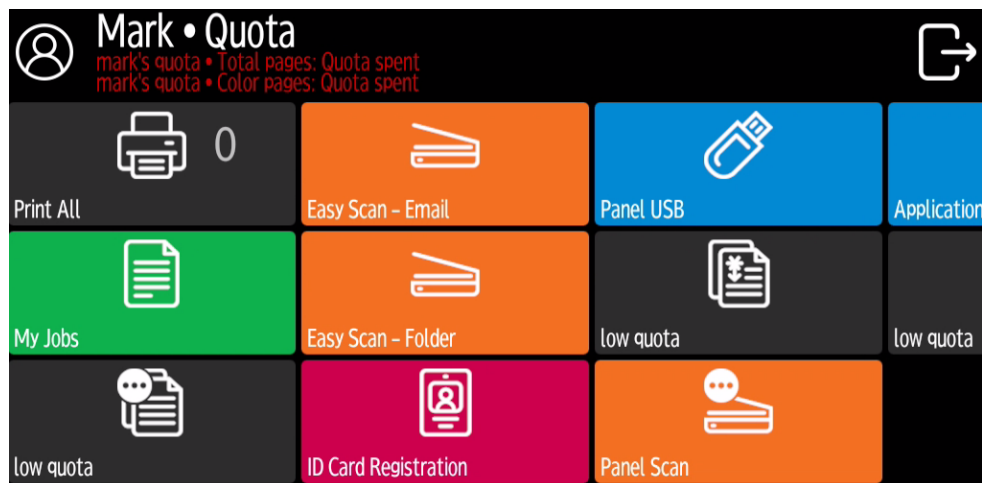 Mark • Quota
mark's quota • Total pages: Quota spent
mark's quota • Color pages: Quota spent
0
Print All
Easy Scan – Email
Panel USB
Application
My Jobs
Easy Scan – Folder
low quota
low quota
low quota
ID Card Registration
Panel Scan